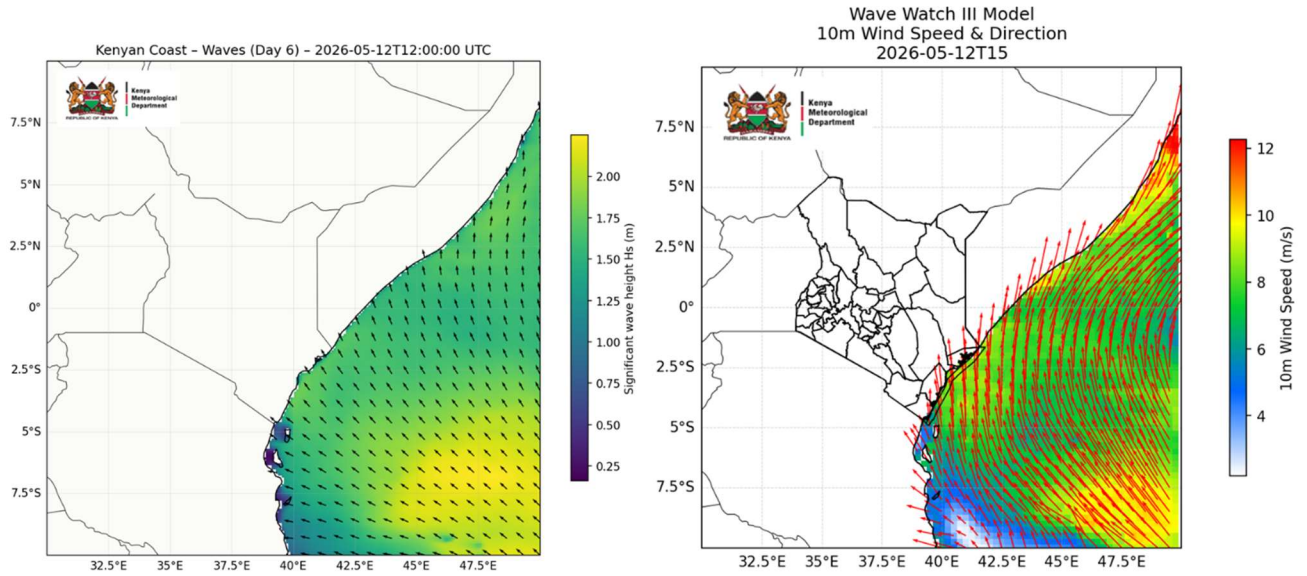 Kenyan Coast – Waves (Day 6) – 2026-05-12T12:00:00 UTC
Kenya
Meteorological
Department
REPUBLIC OF KENYA
7.5°N
5°N
2.5°N
0°
2.5°S
5°S
7.5°S
32.5°E 35°E 37.5°E 40°E 42.5°E 45°E 47.5°E
2.00
1.75
1.50
1.25
1.00
0.75
0.50
0.25
Significant wave height Hs (m)
Wave Watch III Model
10m Wind Speed & Direction
2026-05-12T15
Kenya
Meteorological
Department
REPUBLIC OF KENYA
7.5°N
5°N
2.5°N
0°
2.5°S
5°S
7.5°S
32.5°E 35°E 37.5°E 40°E 42.5°E 45°E 47.5°E
12
10
8
6
4
10m Wind Speed (m/s)